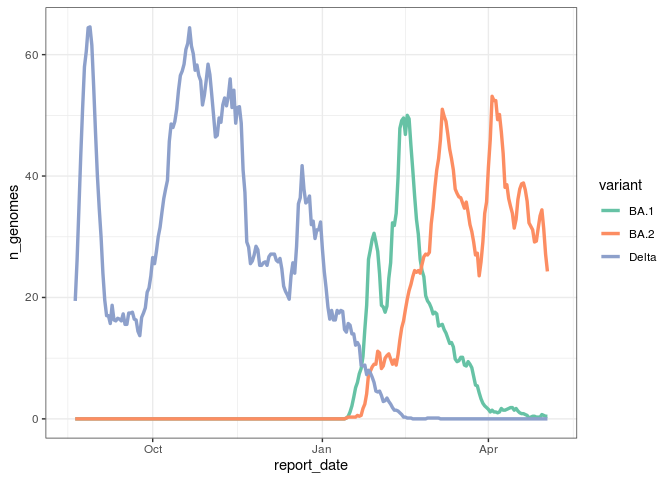 60
40
20
0
n_genomes
Oct
Jan
Apr
report_date
variant
BA.1
BA.2
Delta